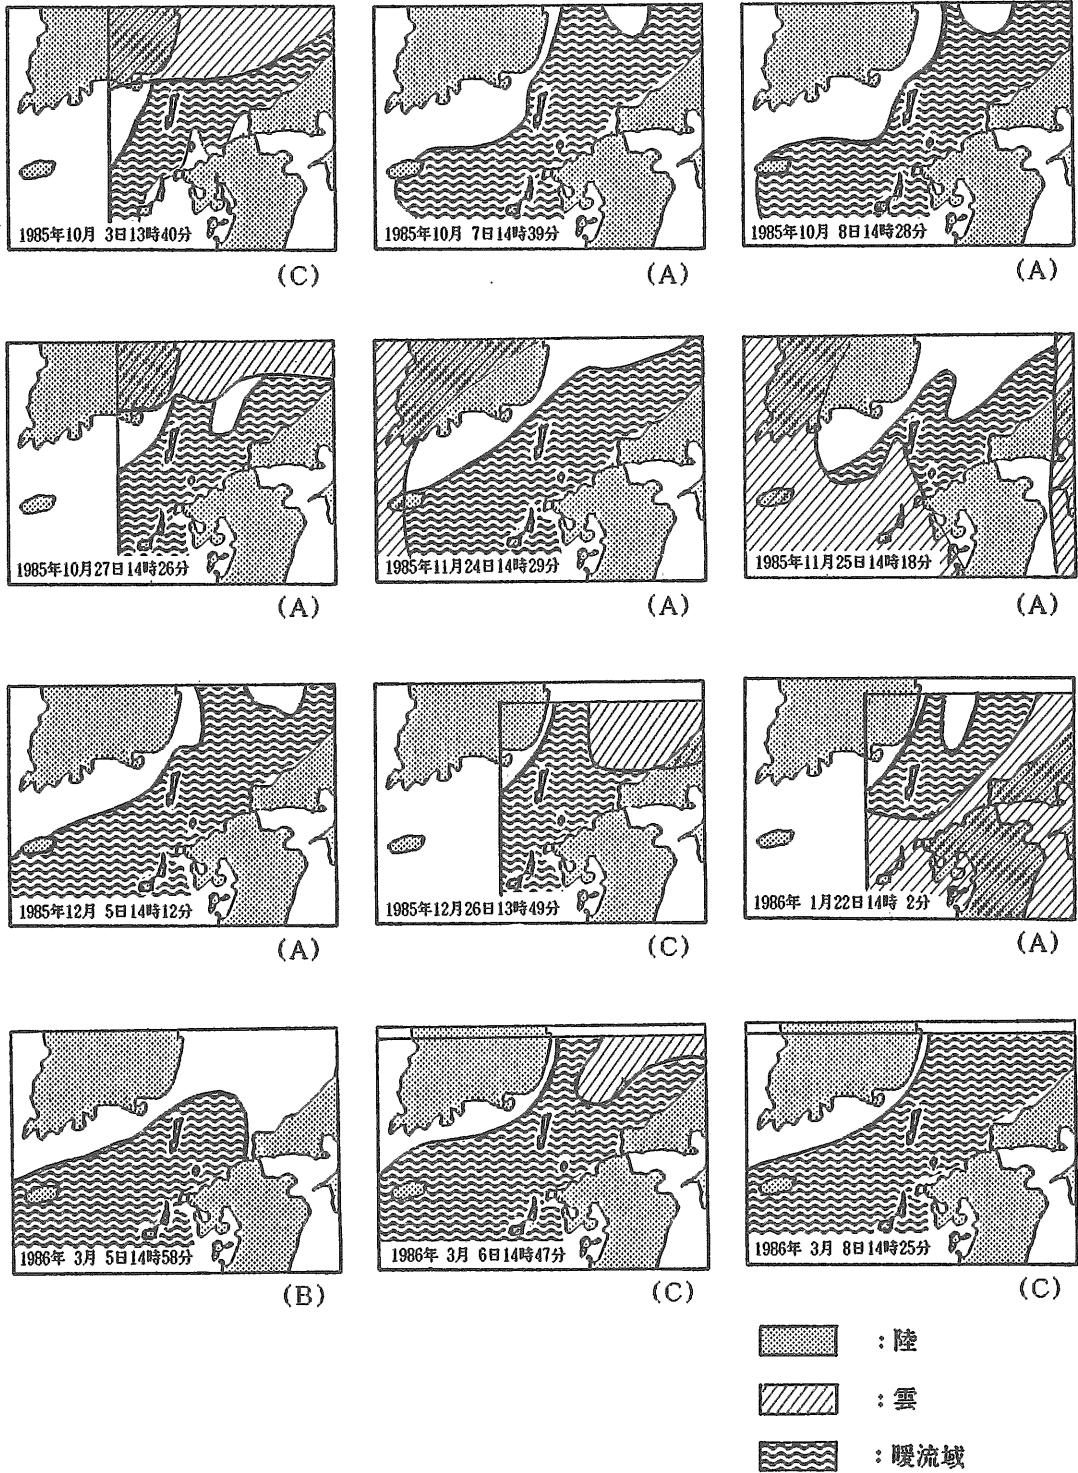 1985年10月 3日13時40分
(C)
1985年10月 7日14時39分
(A)
1985年10月 8日14時28分
(A)
1985年10月27日14時26分
(A)
1985年11月24日14時29分
(A)
1985年11月25日14時18分
(A)
1985年12月 5日14時12分
(A)
1985年12月26日13時49分
(C)
1986年 1月22日14時 2分
(A)
1986年 3月 5日14時58分
(B)
1986年 3月 6日14時47分
(C)
1986年 3月 8日14時25分
(C)
：陸
：雲
：暖流域